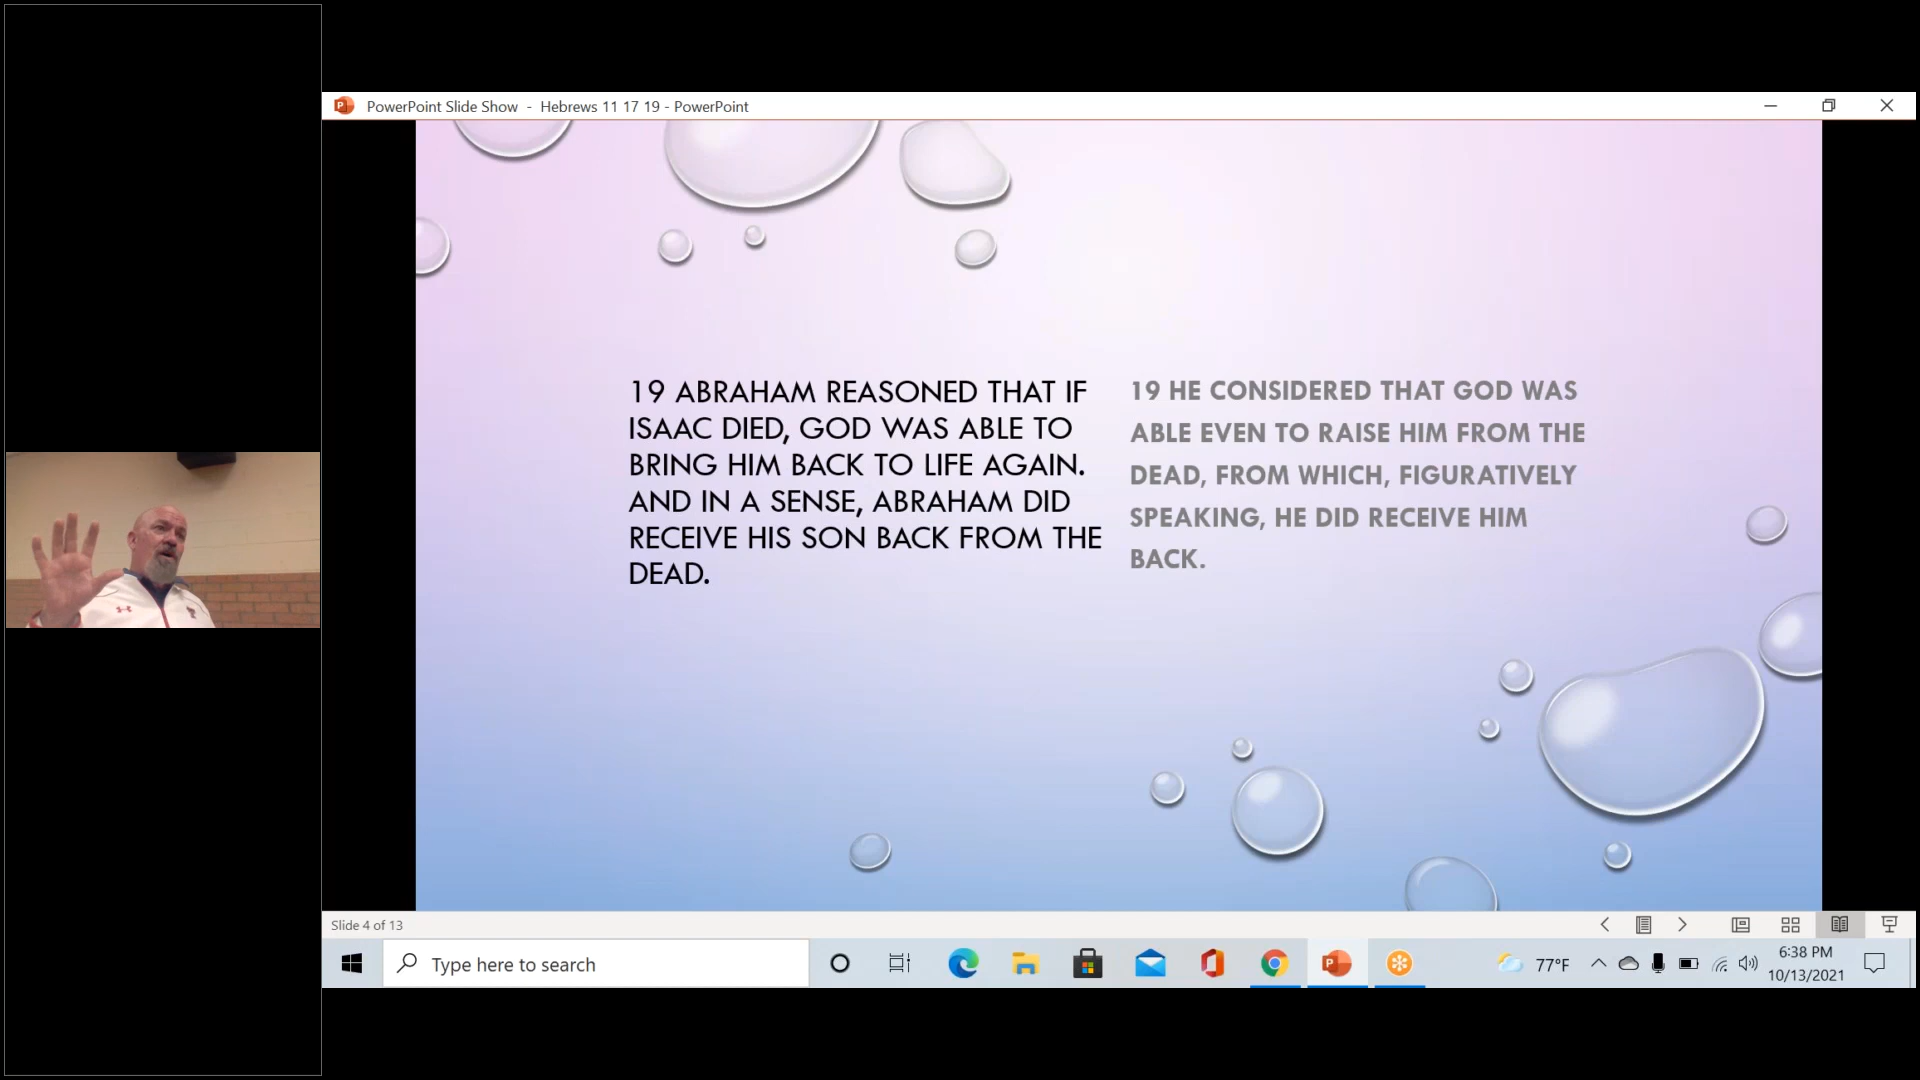 PowerPoint Slide Show - Hebrews 11 17 19 - PowerPoint
19 ABRAHAM REASONED THAT IF
ISAAC DIED, GOD WAS ABLE TO
BRING HIM BACK TO LIFE AGAIN.
AND IN A SENSE, ABRAHAM DID
RECEIVE HIS SON BACK FROM THE
DEAD.
19 HE CONSIDERED THAT GOD WAS
ABLE EVEN TO RAISE HIM FROM THE
DEAD, FROM WHICH, FIGURATIVELY
SPEAKING, HE DID RECEIVE HIM
BACK.
Slide 4 of 13
Type here to search
77°F
6:38 PM
10/13/2021